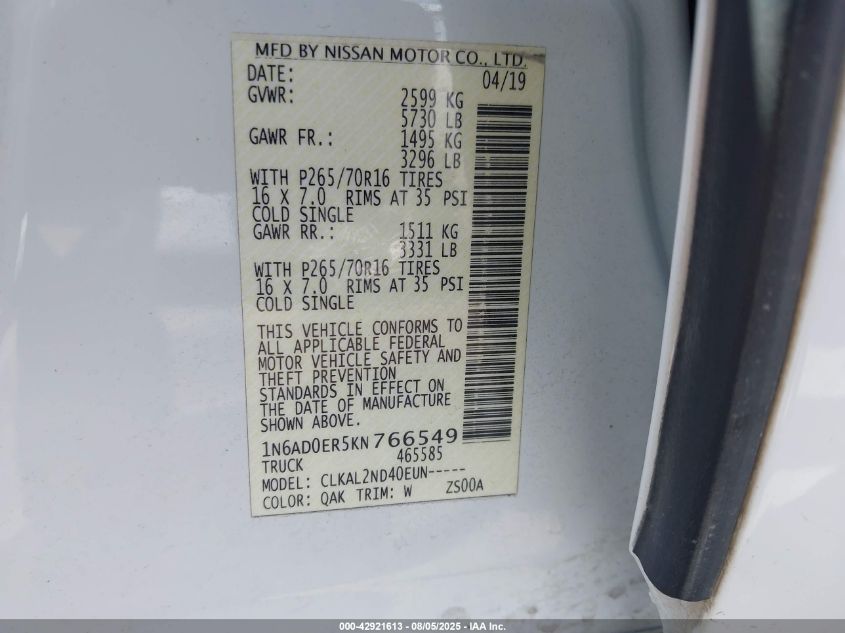 MFD BY NISSAN MOTOR CO., LTD.
DATE: 04/19
GVWR: 2599 KG
5730 LB
GAWR FR.: 1495 KG
3296 LB
WITH P265/70R16 TIRES
16 X 7.0 RIMS AT 35 PSI
COLD SINGLE
GAWR RR.: 1511 KG
3331 LB
WITH P265/70R16 TIRES
16 X 7.0 RIMS AT 35 PSI
COLD SINGLE
THIS VEHICLE CONFORMS TO
ALL APPLICABLE FEDERAL
MOTOR VEHICLE SAFETY AND
THEFT PREVENTION
STANDARDS IN EFFECT ON
THE DATE OF MANUFACTURE
SHOWN ABOVE.
1N6AD0ER5KN766549
TRUCK 465585
MODEL: CLKAL2ND40EUN-----
COLOR: QAK TRIM: W ZS00A
000-42921613 - 08/05/2025 - IAA Inc.